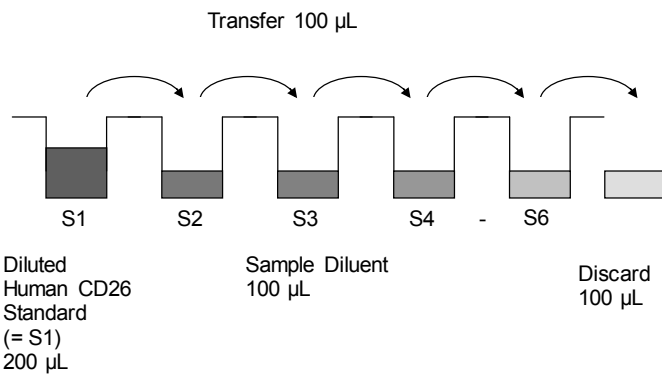 Transfer 100 µL
S1 S2 S3 S4 - S6
Diluted
Human CD26
Standard
(= S1)
200 µL
Sample Diluent
100 µL
Discard
100 µL